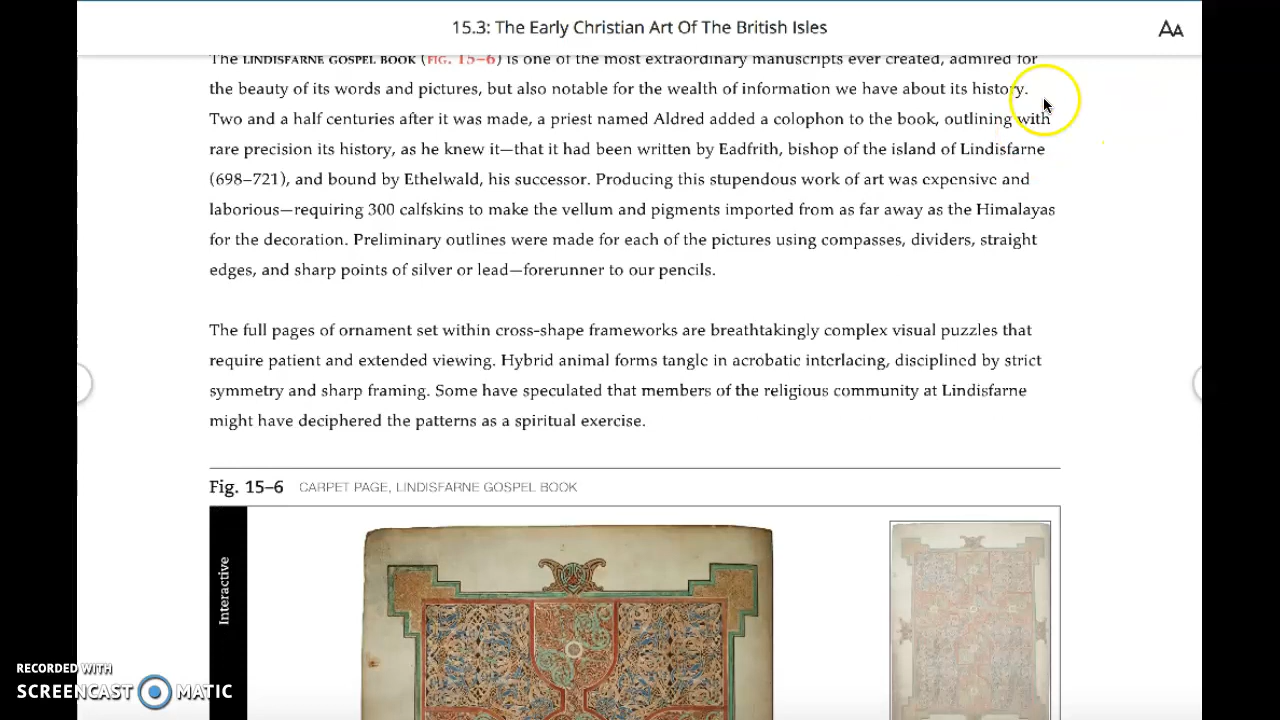 15.3: The Early Christian Art Of The British Isles
AA
The LINDISFARNE GOSPEL BOOK (FIG. 15–6) is one of the most extraordinary manuscripts ever created, admired for
the beauty of its words and pictures, but also notable for the wealth of information we have about its history.
Two and a half centuries after it was made, a priest named Aldred added a colophon to the book, outlining with
rare precision its history, as he knew it—that it had been written by Eadfrith, bishop of the island of Lindisfarne
(698–721), and bound by Ethelwald, his successor. Producing this stupendous work of art was expensive and
laborious—requiring 300 calfskins to make the vellum and pigments imported from as far away as the Himalayas
for the decoration. Preliminary outlines were made for each of the pictures using compasses, dividers, straight
edges, and sharp points of silver or lead—forerunner to our pencils.
The full pages of ornament set within cross-shape frameworks are breathtakingly complex visual puzzles that
require patient and extended viewing. Hybrid animal forms tangle in acrobatic interlacing, disciplined by strict
symmetry and sharp framing. Some have speculated that members of the religious community at Lindisfarne
might have deciphered the patterns as a spiritual exercise.
Fig. 15–6 CARPET PAGE, LINDISFARNE GOSPEL BOOK
Interactive
RECORDED WITH
SCREENCAST MATIC